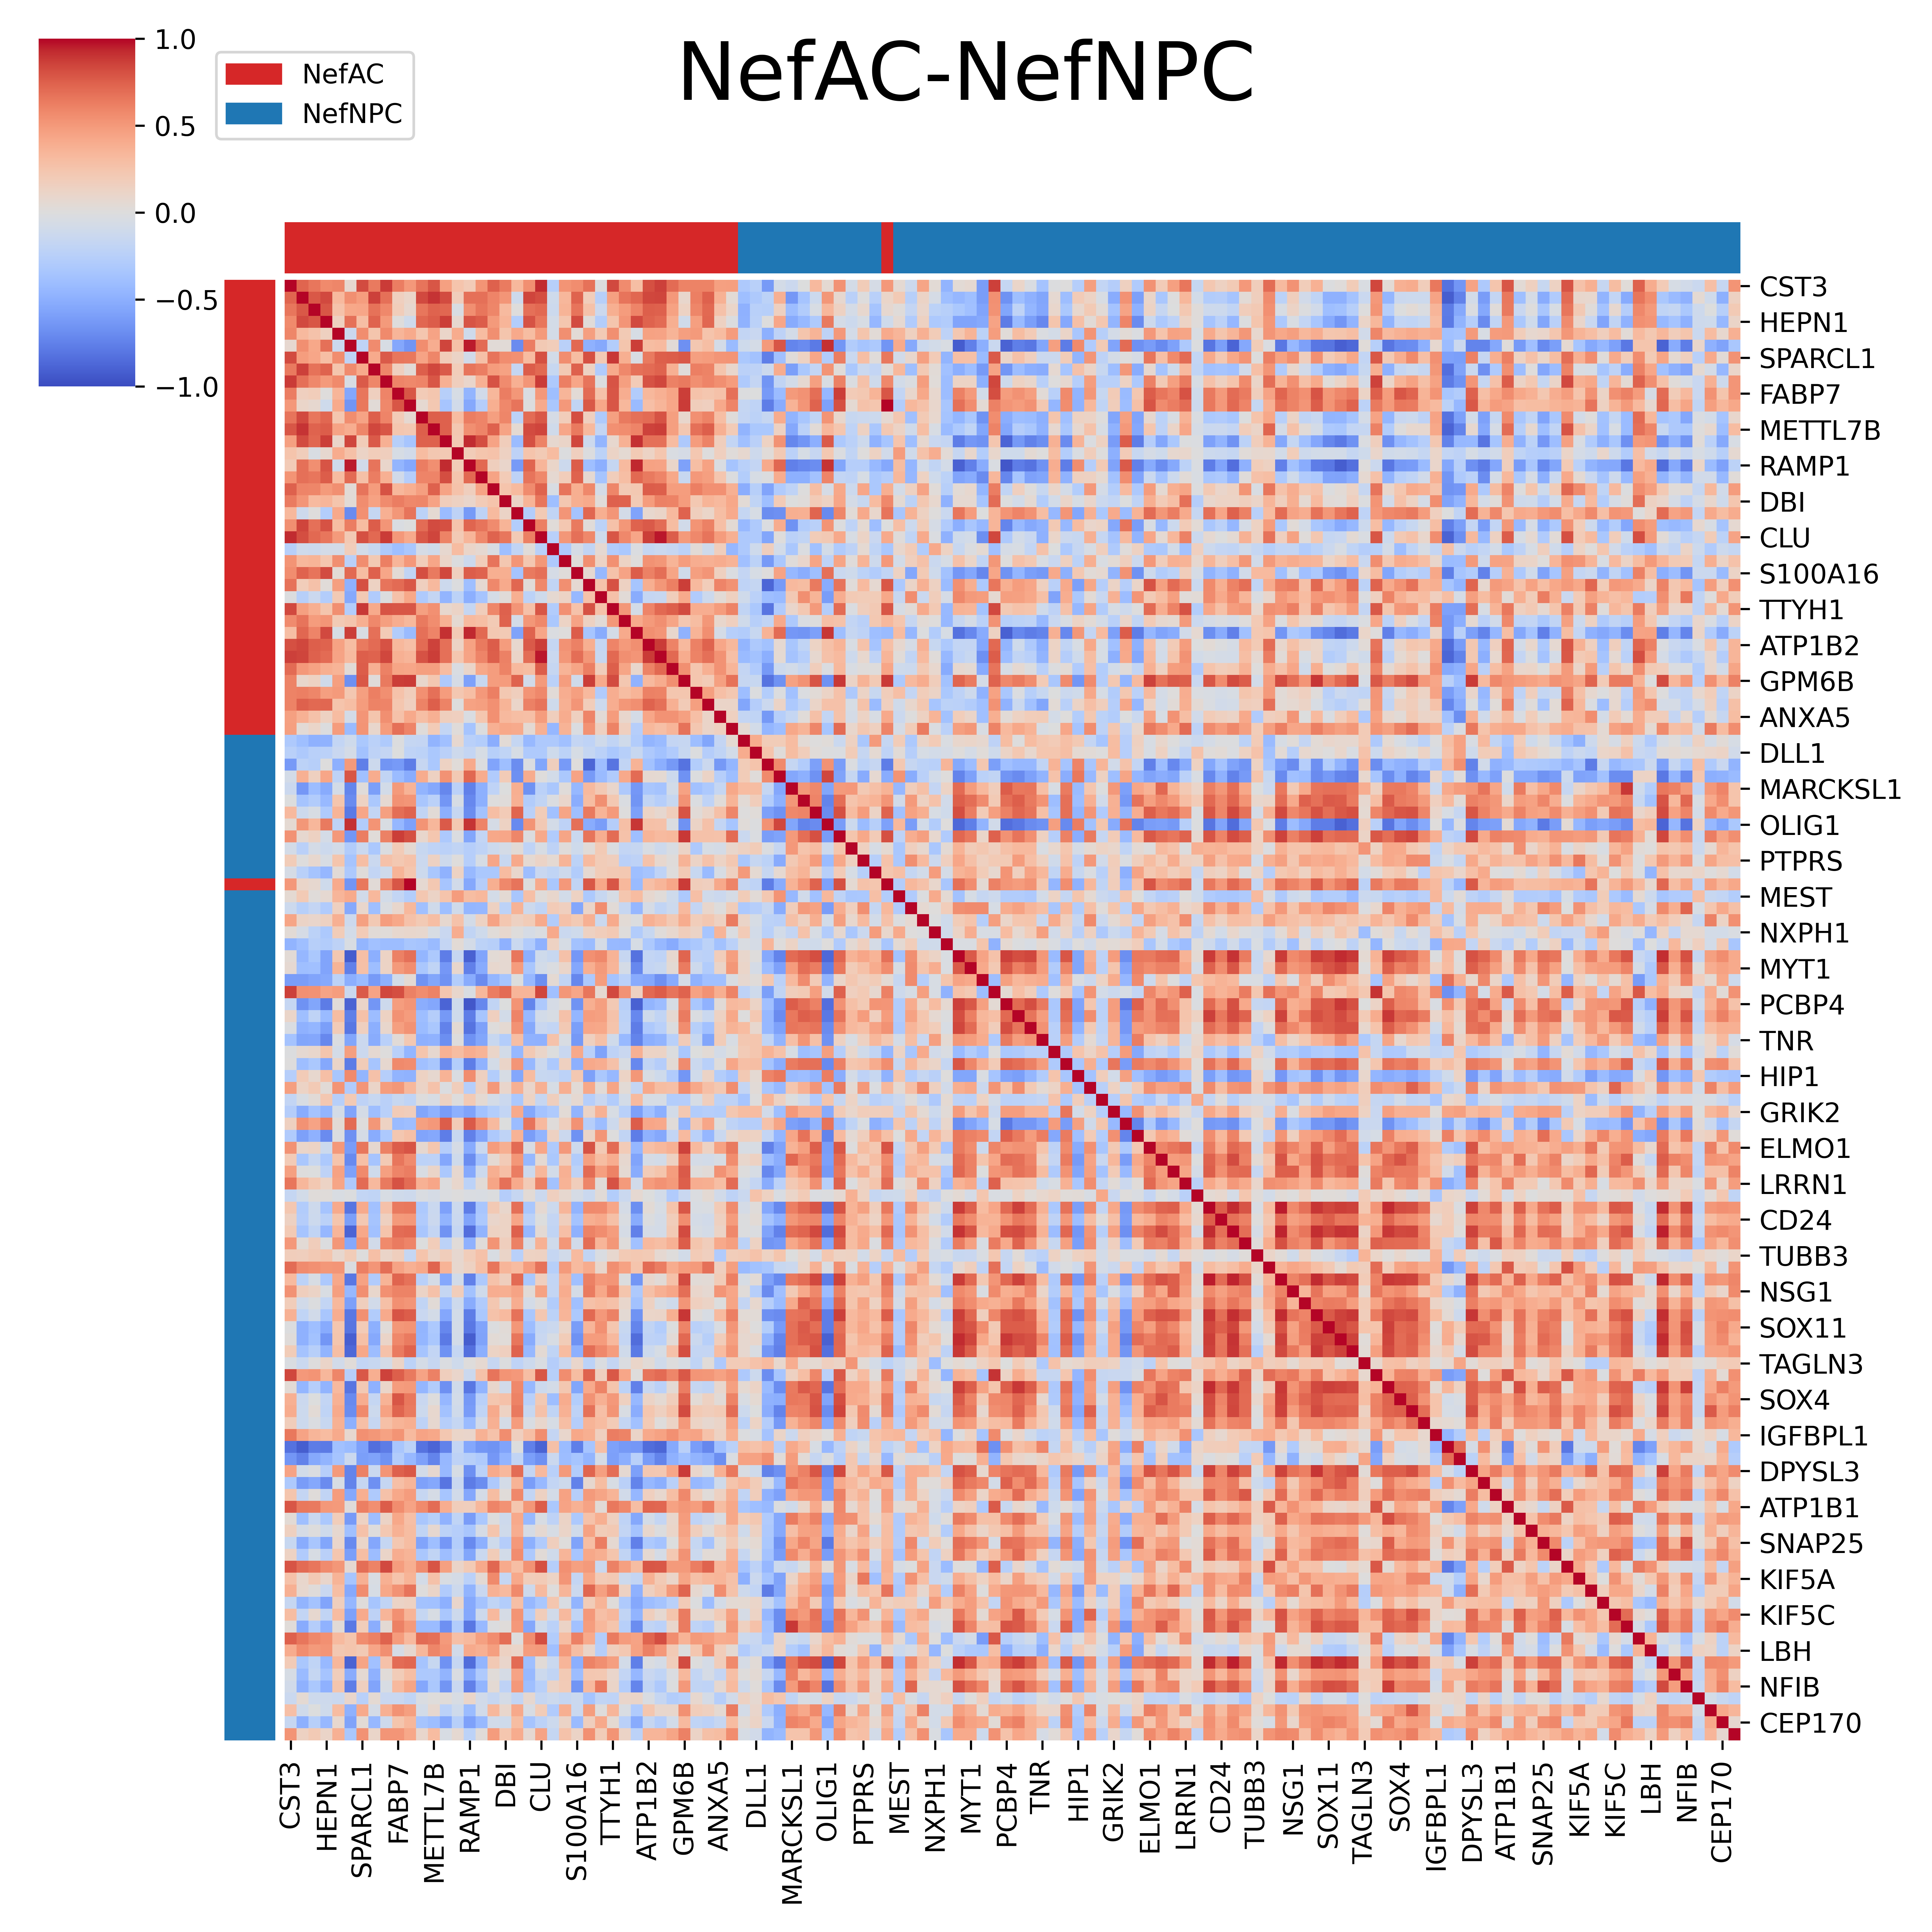 NefAC-NefNPC
1.0
0.5
0.0
−0.5
−1.0
NefAC
NefNPC
CST3
HEPN1
SPARCL1
FABP7
METTL7B
RAMP1
DBI
CLU
S100A16
TTYH1
ATP1B2
GPM6B
ANXA5
DLL1
MARCKSL1
OLIG1
PTPRS
MEST
NXPH1
MYT1
PCBP4
TNR
HIP1
GRIK2
ELMO1
LRRN1
CD24
TUBB3
NSG1
SOX11
TAGLN3
SOX4
IGFBPL1
DPYSL3
ATP1B1
SNAP25
KIF5A
KIF5C
LBH
NFIB
CEP170
CST3
HEPN1
SPARCL1
FABP7
METTL7B
RAMP1
DBI
CLU
S100A16
TTYH1
ATP1B2
GPM6B
ANXA5
DLL1
MARCKSL1
OLIG1
PTPRS
MEST
NXPH1
MYT1
PCBP4
TNR
HIP1
GRIK2
ELMO1
LRRN1
CD24
TUBB3
NSG1
SOX11
TAGLN3
SOX4
IGFBPL1
DPYSL3
ATP1B1
SNAP25
KIF5A
KIF5C
LBH
NFIB
CEP170